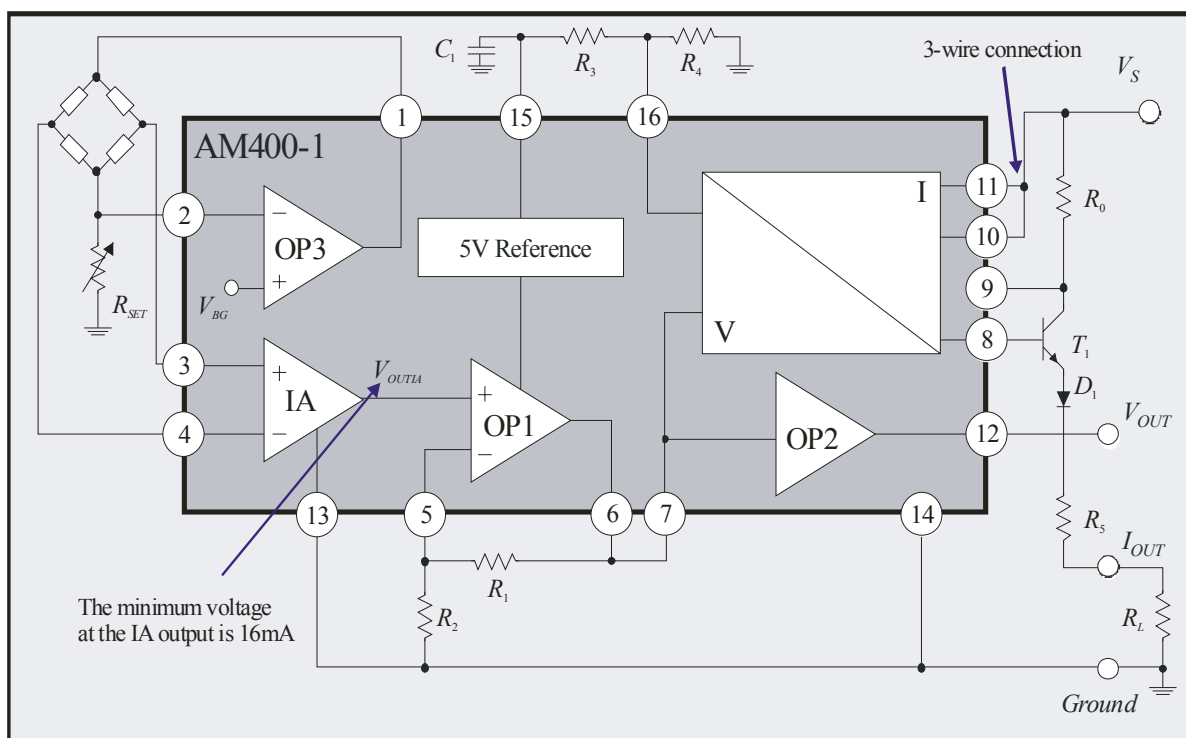 C1
R3
R4
3-wire connection
VS
1
15
16
AM400-1
I
11
R0
2
−
OP3
5V Reference
10
+
RSET
VBG
9
V
8
T1
3
+
VOUTIA
D1
IA
+
OP1
OP2
12
VOUT
4
−
−
13
5
6
7
14
R5
IOUT
R1
The minimum voltage
at the IA output is 16mA
R2
RL
Ground